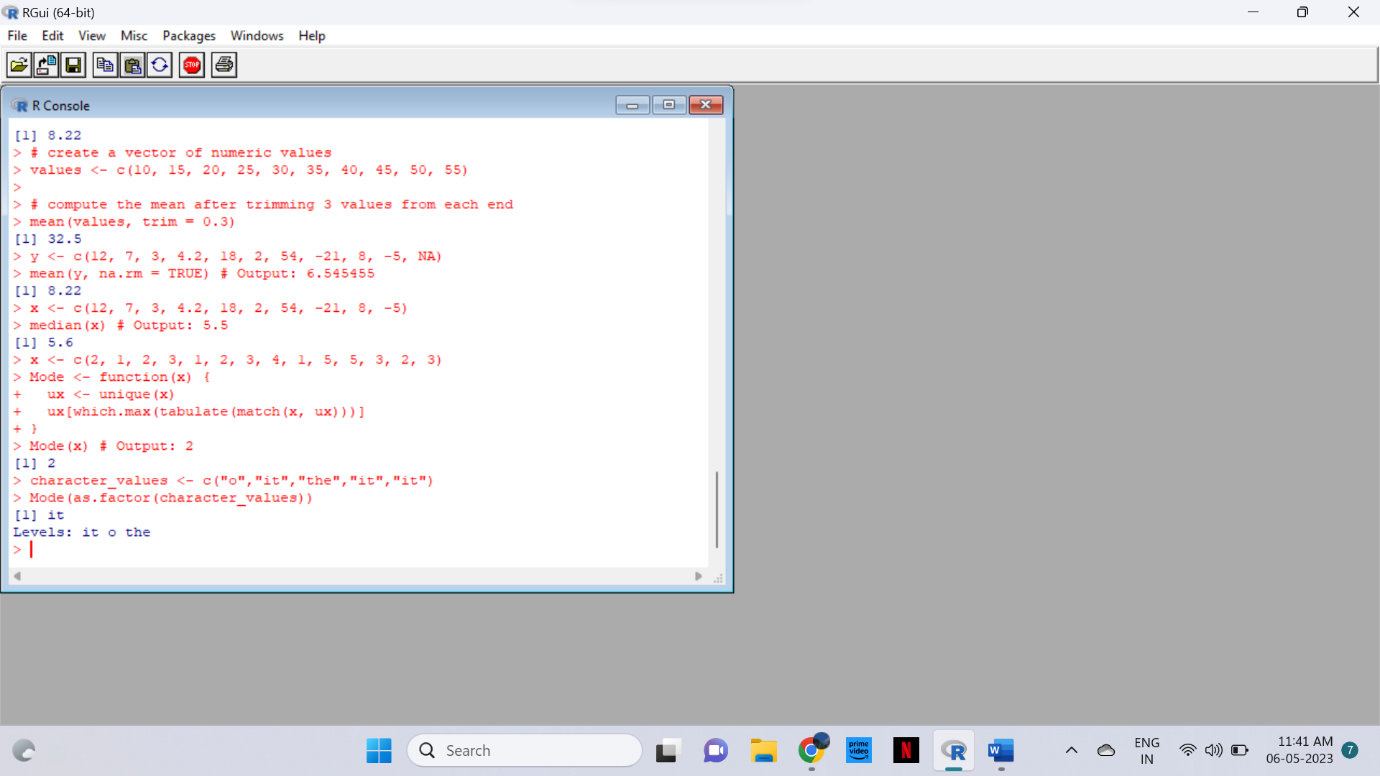 RGui (64-bit)
File Edit View Misc Packages Windows Help
STOP
R Console
[1] 8.22
> # create a vector of numeric values
> values <- c(10, 15, 20, 25, 30, 35, 40, 45, 50, 55)
>
> # compute the mean after trimming 3 values from each end
> mean(values, trim = 0.3)
[1] 32.5
> y <- c(12, 7, 3, 4.2, 18, 2, 54, -21, 8, -5, NA)
> mean(y, na.rm = TRUE) # Output: 6.545455
[1] 8.22
> x <- c(12, 7, 3, 4.2, 18, 2, 54, -21, 8, -5)
> median(x) # Output: 5.5
[1] 5.6
> x <- c(2, 1, 2, 3, 1, 2, 3, 4, 1, 5, 5, 3, 2, 3)
> Mode <- function(x) {
+   ux <- unique(x)
+   ux[which.max(tabulate(match(x, ux)))]
+ }
> Mode(x) # Output: 2
[1] 2
> character_values <- c("o","it","the","it","it")
> Mode(as.factor(character_values))
[1] it
Levels: it o the
>
Search
prime video
N
R
W
ENG
IN
11:41 AM
06-05-2023
7